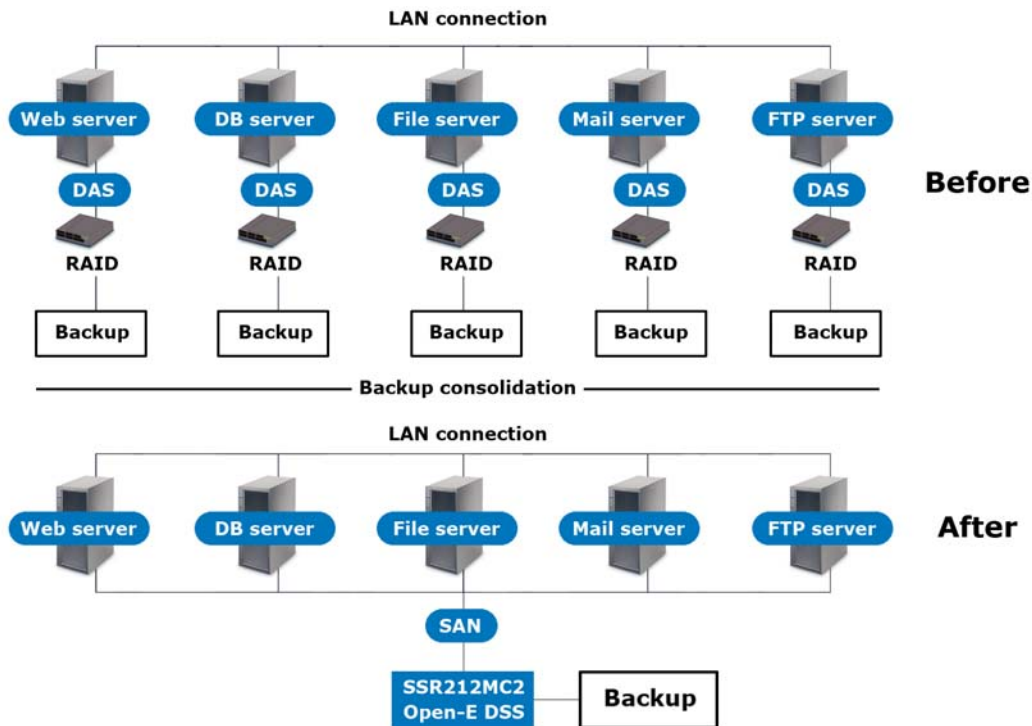 LAN connection
Web server DB server File server Mail server FTP server
DAS DAS DAS DAS DAS
Before
RAID RAID RAID RAID RAID
Backup Backup Backup Backup Backup
Backup consolidation
LAN connection
Web server DB server File server Mail server FTP server
After
SAN
SSR212MC2
Open-E DSS
Backup